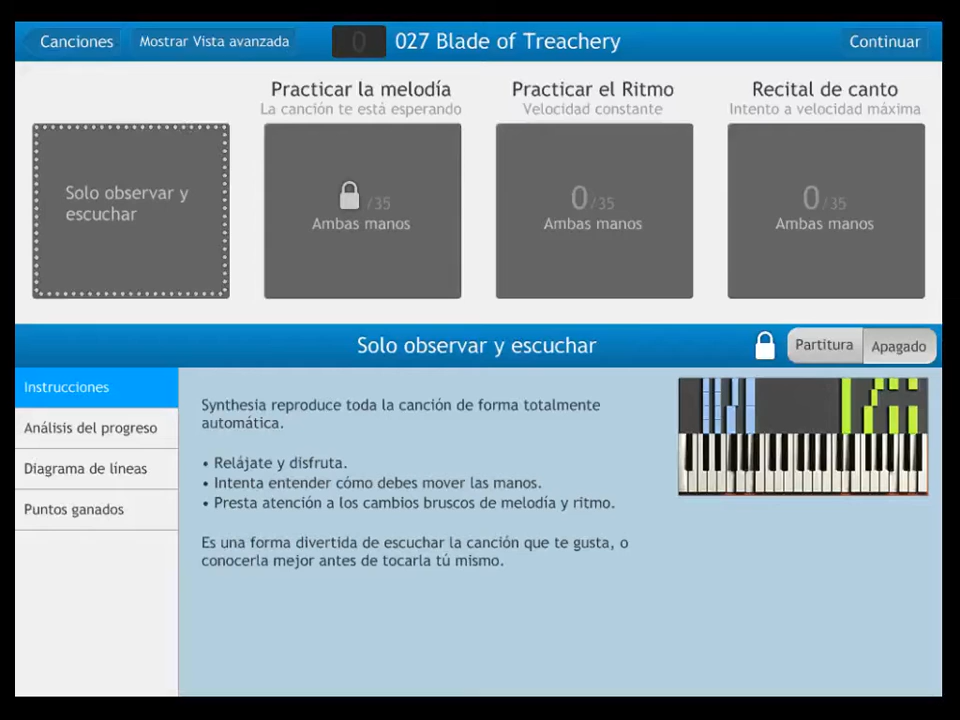 Canciones
Mostrar Vista avanzada
0
027 Blade of Treachery
Continuar
Practicar la melodía
La canción te está esperando
Practicar el Ritmo
Velocidad constante
Recital de canto
Intento a velocidad máxima
Solo observar y
escuchar
/35
Ambas manos
0/35
Ambas manos
0/35
Ambas manos
Solo observar y escuchar
Partitura
Apagado
Instrucciones
Análisis del progreso
Diagrama de líneas
Puntos ganados
Synthesia reproduce toda la canción de forma totalmente
automática.
• Relájate y disfruta.
• Intenta entender cómo debes mover las manos.
• Presta atención a los cambios bruscos de melodía y ritmo.
Es una forma divertida de escuchar la canción que te gusta, o
conocerla mejor antes de tocarla tú mismo.